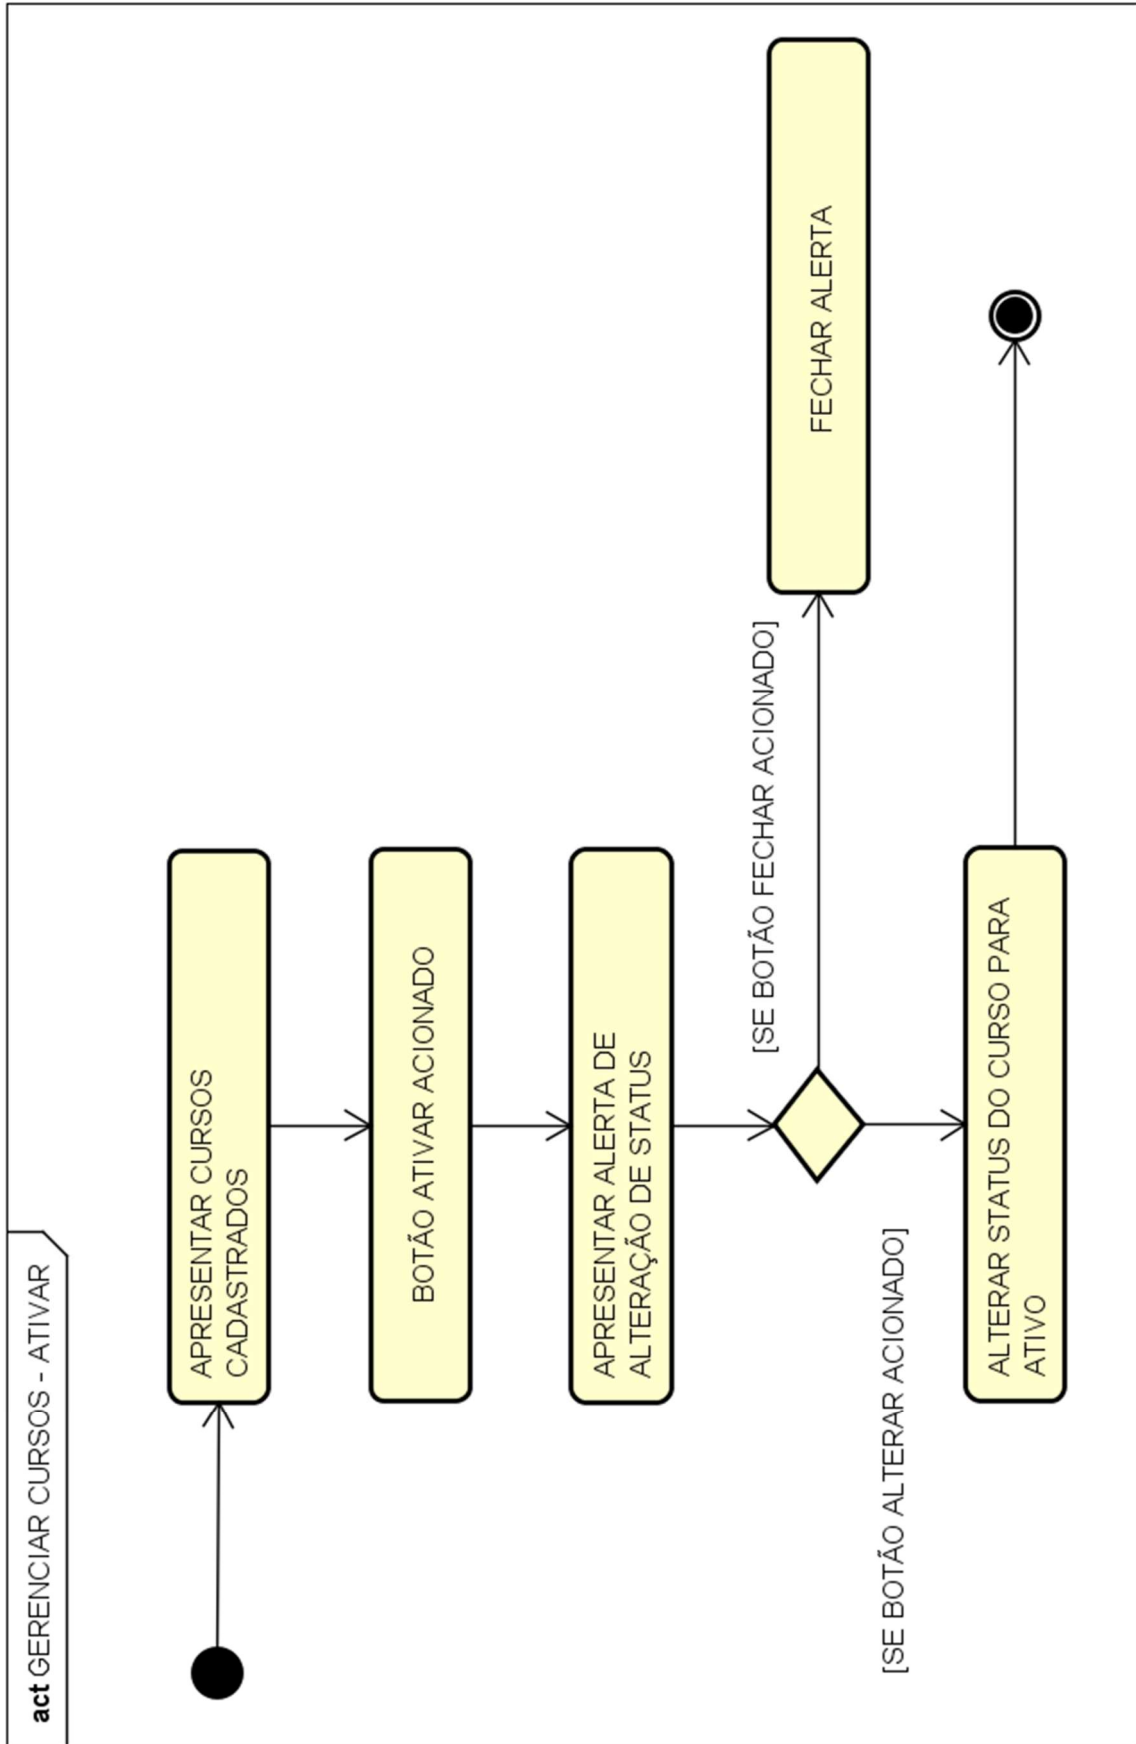 act GERENCIAR CURSOS - ATIVAR
APRESENTAR CURSOS
CADASTRADOS
BOTÃO ATIVAR ACIONADO
APRESENTAR ALERTA DE
ALTERAÇÃO DE STATUS
[SE BOTÃO FECHAR ACIONADO]
FECHAR ALERTA
[SE BOTÃO ALTERAR ACIONADO]
ALTERAR STATUS DO CURSO PARA
ATIVO